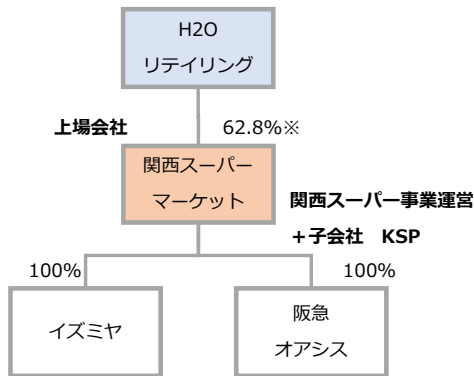 H2O
リテイリング
上場会社
62.8%※
関西スーパー
マーケット
関西スーパー事業運営
＋子会社　KSP
100%
100%
イズミヤ
阪急
オアシス